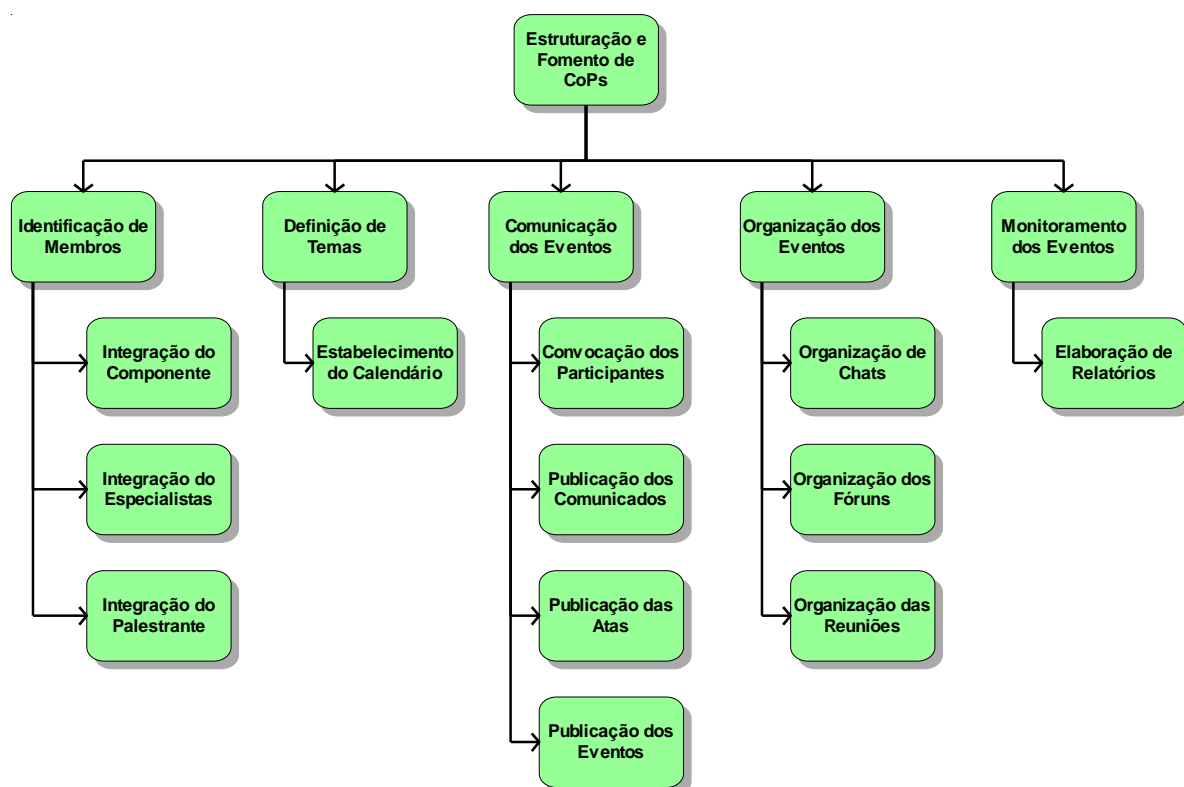 Estruturação e
Fomento de
CoPs
Identificação de
Membros
Definição de
Temas
Comunicação
dos Eventos
Organização dos
Eventos
Monitoramento
dos Eventos
Integração do
Componente
Estabelecimento
do Calendário
Convocação dos
Participantes
Organização de
Chats
Elaboração de
Relatórios
Integração do
Especialistas
Publicação dos
Comunicados
Organização dos
Fóruns
Integração do
Palestrante
Publicação das
Atas
Organização das
Reuniões
Publicação dos
Eventos